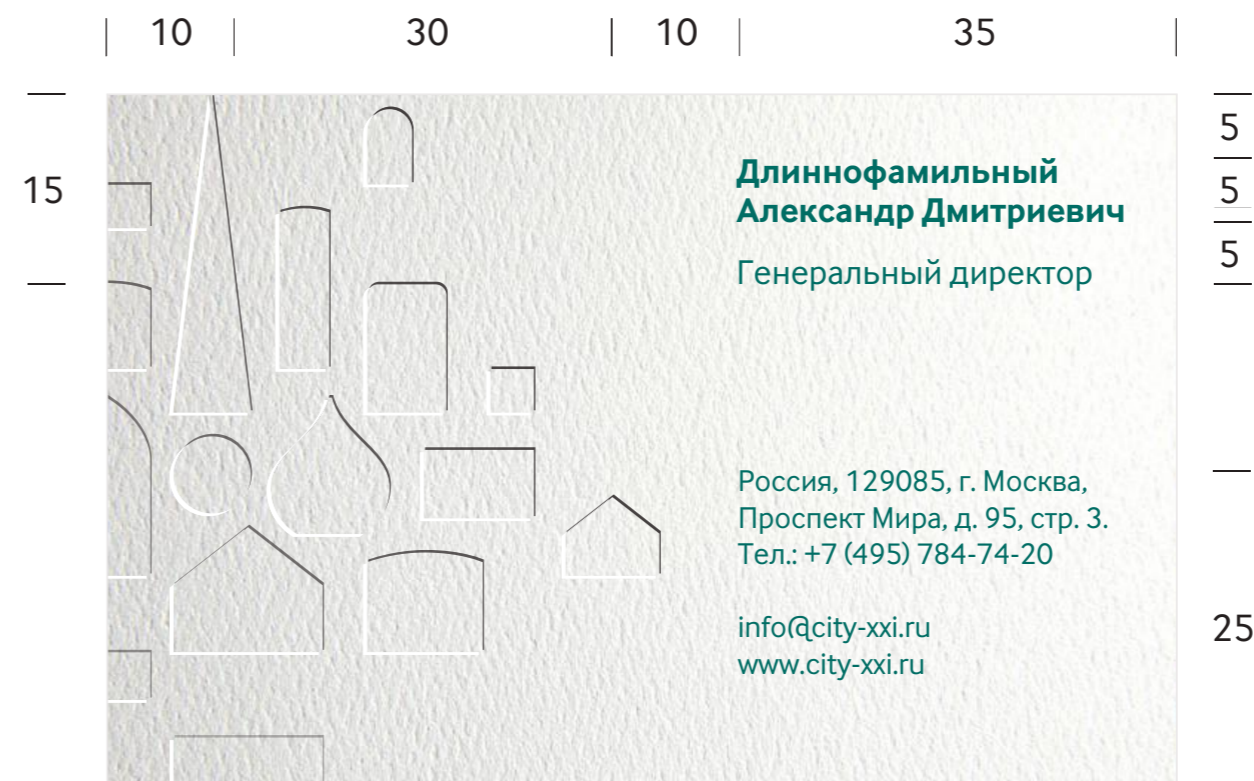 10 30 10 35
15
5
5
5
25
Длиннофамильный
Александр Дмитриевич
Генеральный директор
Россия, 129085, г. Москва,
Проспект Мира, д. 95, стр. 3.
Тел.: +7 (495) 784-74-20
info@city-xxi.ru
www.city-xxi.ru